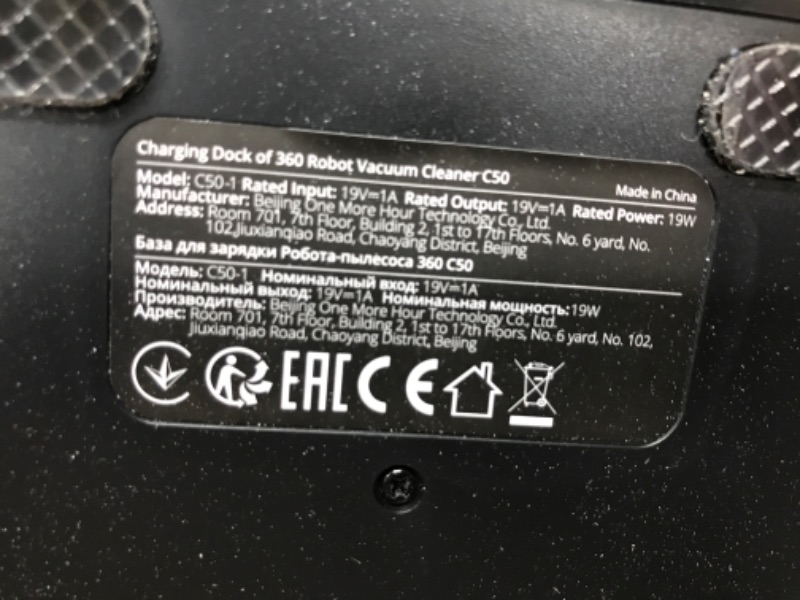 Charging Dock of 360 Robot Vacuum Cleaner C50
Made in China
Model: C50-1 Rated Input: 19V⎓1A Rated Output: 19V⎓1A Rated Power: 19W
Manufacturer: Beijing One More Hour Technology Co., Ltd.
Address: Room 701, 7th Floor, Building 2, 1st to 17th Floors, No. 6 yard, No.
102,Jiuxianqiao Road, Chaoyang District, Beijing
База для зарядки Робота-пылесоса 360 C50
Модель: C50-1 Номинальный вход: 19V⎓1A
Номинальный выход: 19V⎓1A Номинальная мощность:19W
Производитель: Beijing One More Hour Technology Co., Ltd.
Адрес: Room 701, 7th Floor, Building 2, 1st to 17th Floors, No. 6 yard, No. 102,
Jiuxianqiao Road, Chaoyang District, Beijing
EAC CE